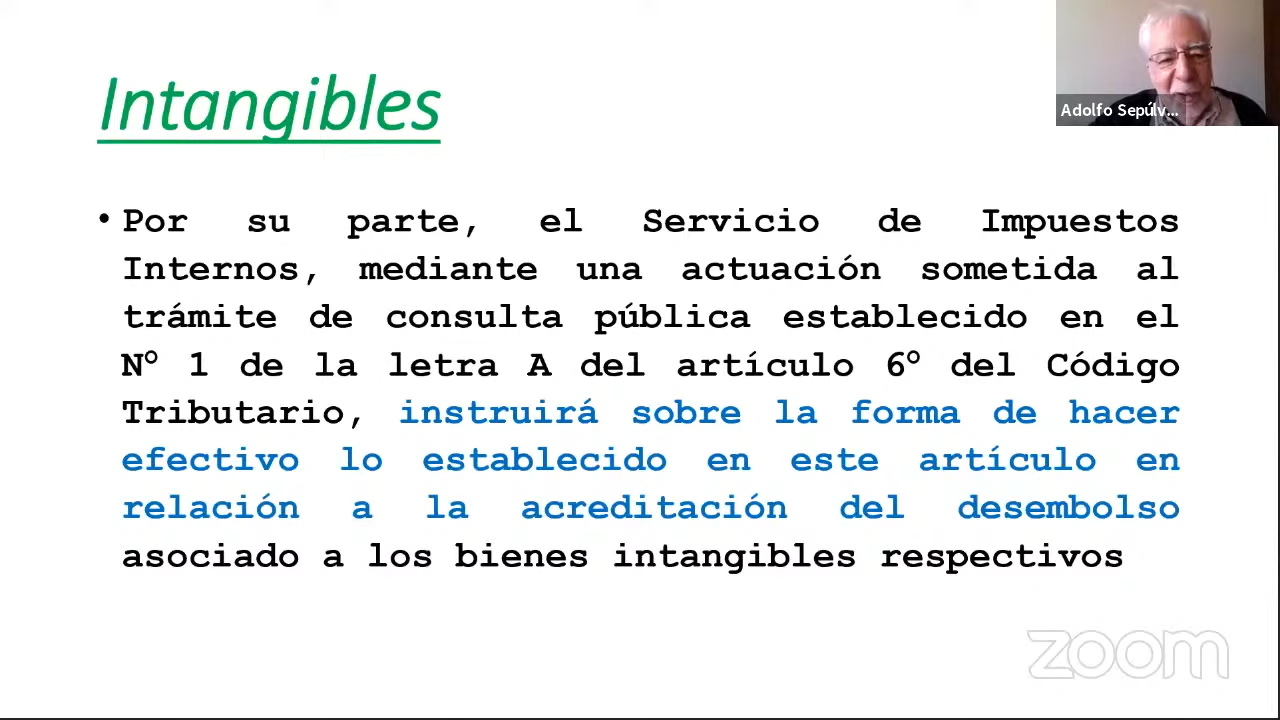 Intangibles
Adolfo Sepúlv...
• Por su parte, el Servicio de Impuestos
Internos, mediante una actuación sometida al
trámite de consulta pública establecido en el
N° 1 de la letra A del artículo 6° del Código
Tributario, instruirá sobre la forma de hacer
efectivo lo establecido en este artículo en
relación a la acreditación del desembolso
asociado a los bienes intangibles respectivos
zoom